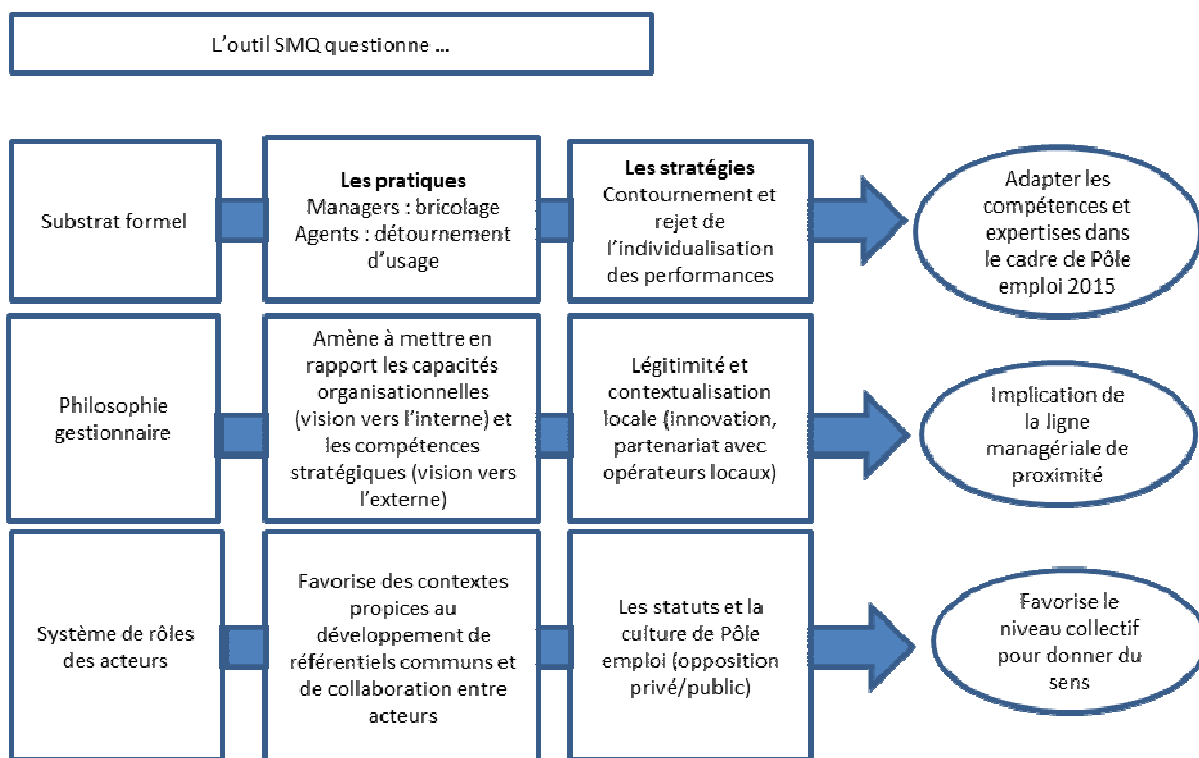 L'outil SMQ questionne ...
Substrat formel
Les pratiques
Managers : bricolage
Agents : détournement
d'usage
Les stratégies
Contournement et
rejet de
l'individualisation
des performances
Adapter les
compétences et
expertises dans
le cadre de Pôle
emploi 2015
Philosophie
gestionnaire
Amène à mettre en
rapport les capacités
organisationnelles
(vision vers l'interne) et
les compétences
stratégiques (vision vers
l'externe)
Légitimité et
contextualisation
locale (innovation,
partenariat avec
opérateurs locaux)
Implication de
la ligne
managériale de
proximité
Système de rôles
des acteurs
Favorise des contextes
propices au
développement de
référentiels communs et
de collaboration entre
acteurs
Les statuts et la
culture de Pôle
emploi (opposition
privé/public)
Favorise le
niveau collectif
pour donner du
sens